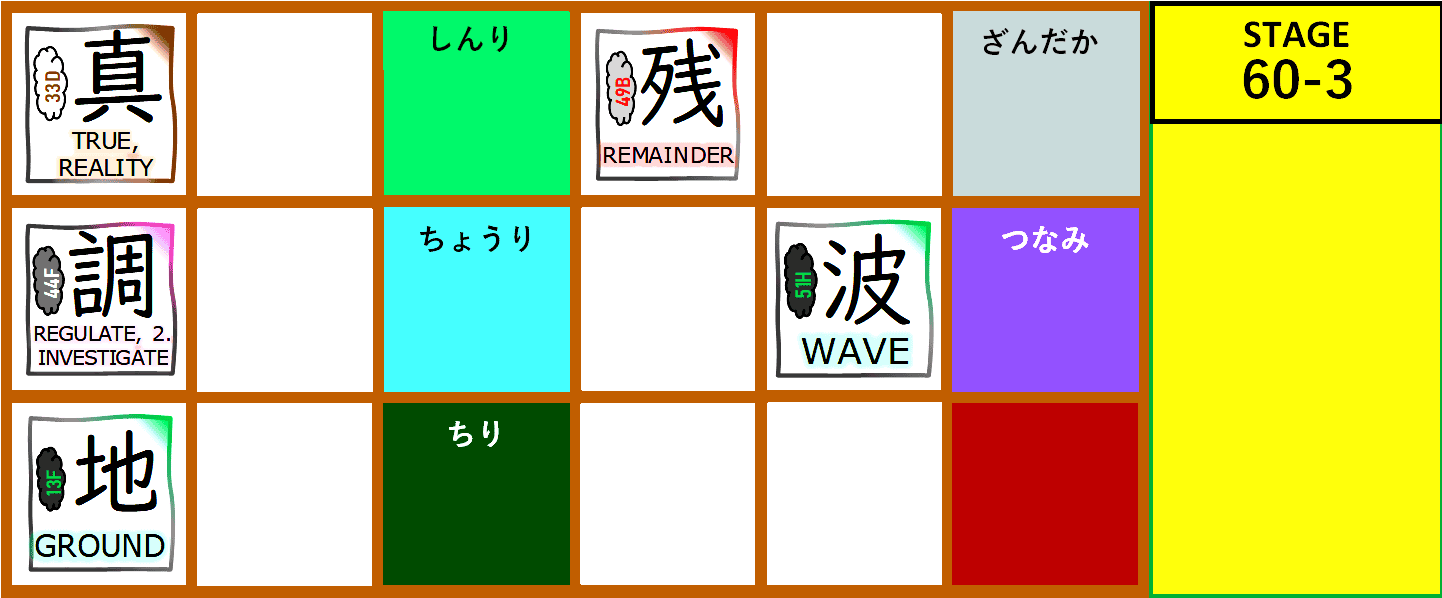 真
33D
TRUE,
REALITY
しんり
残
49B
REMAINDER
ざんだか
STAGE
60-3
調
44F
REGULATE, 2.
INVESTIGATE
ちょうり
波
51H
WAVE
つなみ
地
13F
GROUND
ちり